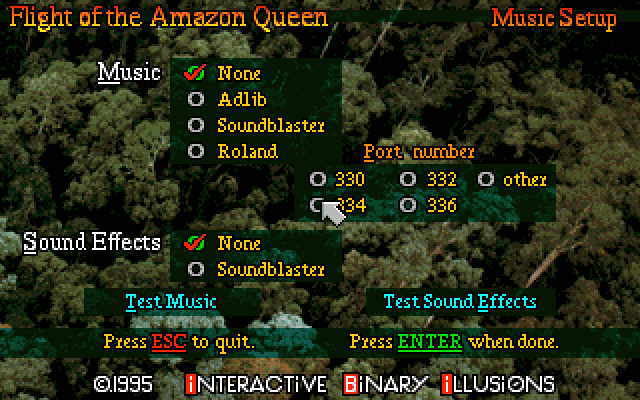 Flight of the Amazon Queen Music Setup
Music None
Adlib
Soundblaster
Roland
Port number
330 332 other
334 336
Sound Effects None
Soundblaster
Test Music Test Sound Effects
Press ESC to quit. Press ENTER when done.
©1995 iNTERACTiVE BiNARY iLLUSiONS